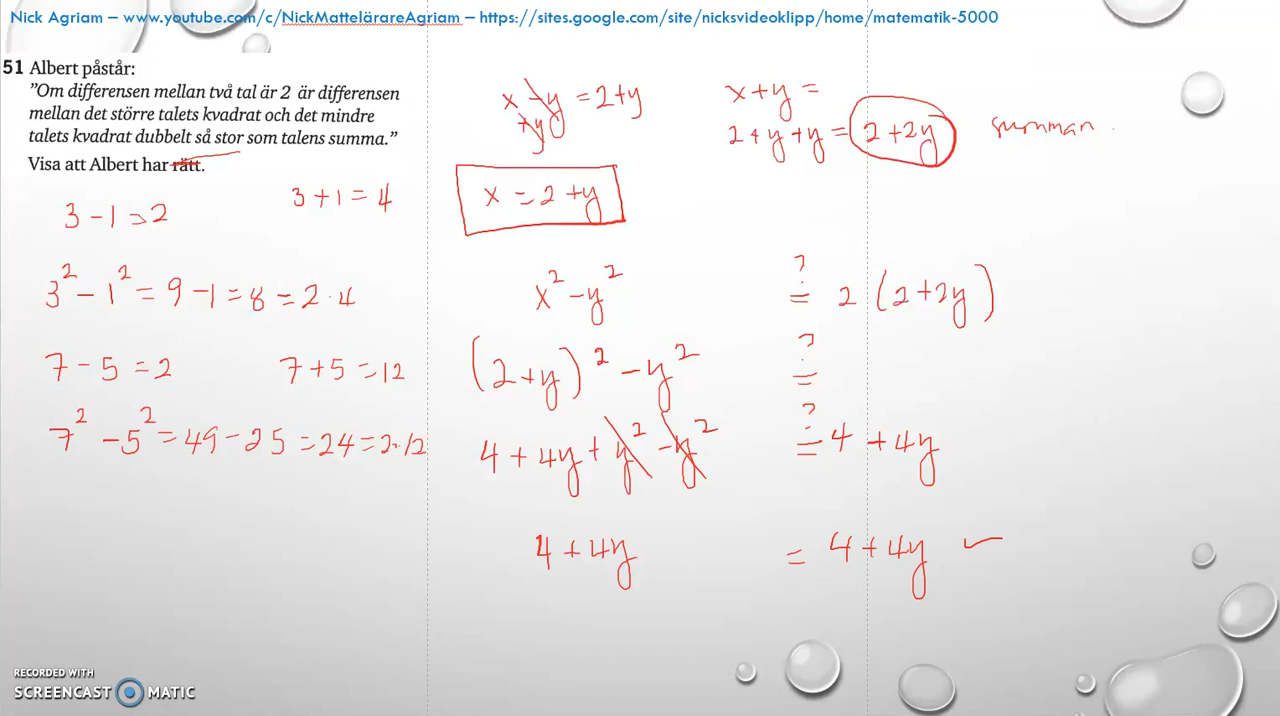 Nick Agriam – www.youtube.com/c/NickMattelärareAgriam – https://sites.google.com/site/nicksvideoklipp/home/matematik-5000
51 Albert påstår:
”Om differensen mellan två tal är 2 är differensen
mellan det större talets kvadrat och det mindre
talets kvadrat dubbelt så stor som talens summa.”
Visa att Albert har rätt.
3 - 1 = 2
3 + 1 = 4
3² - 1² = 9 - 1 = 8 = 2·4
7 - 5 = 2
7 + 5 = 12
7² - 5² = 49 - 25 = 24 = 2·12
x - y = 2 + y
+y
x = 2 + y
x + y =
2 + y + y = 2 + 2y summan.
x² - y² ≟ 2(2 + 2y)
(2 + y)² - y² ≟
4 + 4y + y² - y² ≟ 4 + 4y
4 + 4y = 4 + 4y ✓
RECORDED WITH
SCREENCAST MATIC